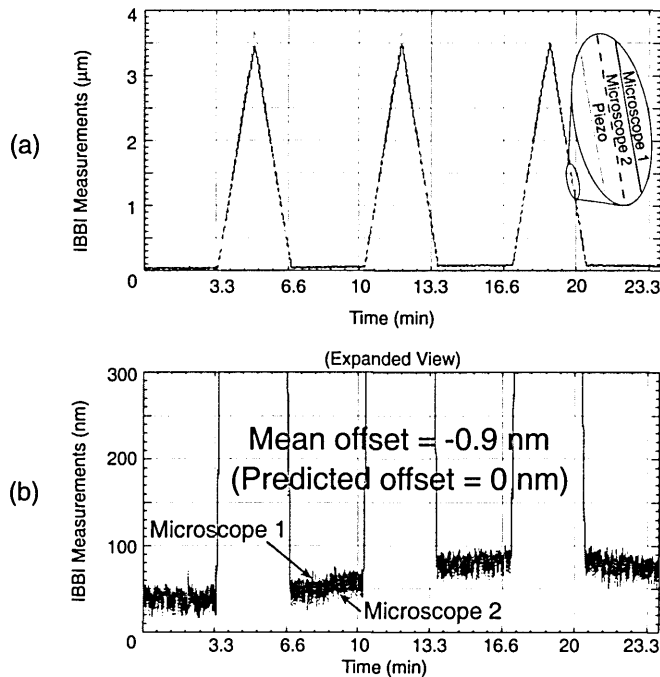 (a)
IBBI Measurements (μm)
4
3
2
1
0
3.3
6.6
10
13.3
16.6
20
23.3
Time (min)
Microscope 1
Microscope 2
Piezo
(Expanded View)
(b)
IBBI Measurements (nm)
300
200
100
0
Mean offset = -0.9 nm
(Predicted offset = 0 nm)
Microscope 1
Microscope 2
3.3
6.6
10
13.3
16.6
20
23.3
Time (min)